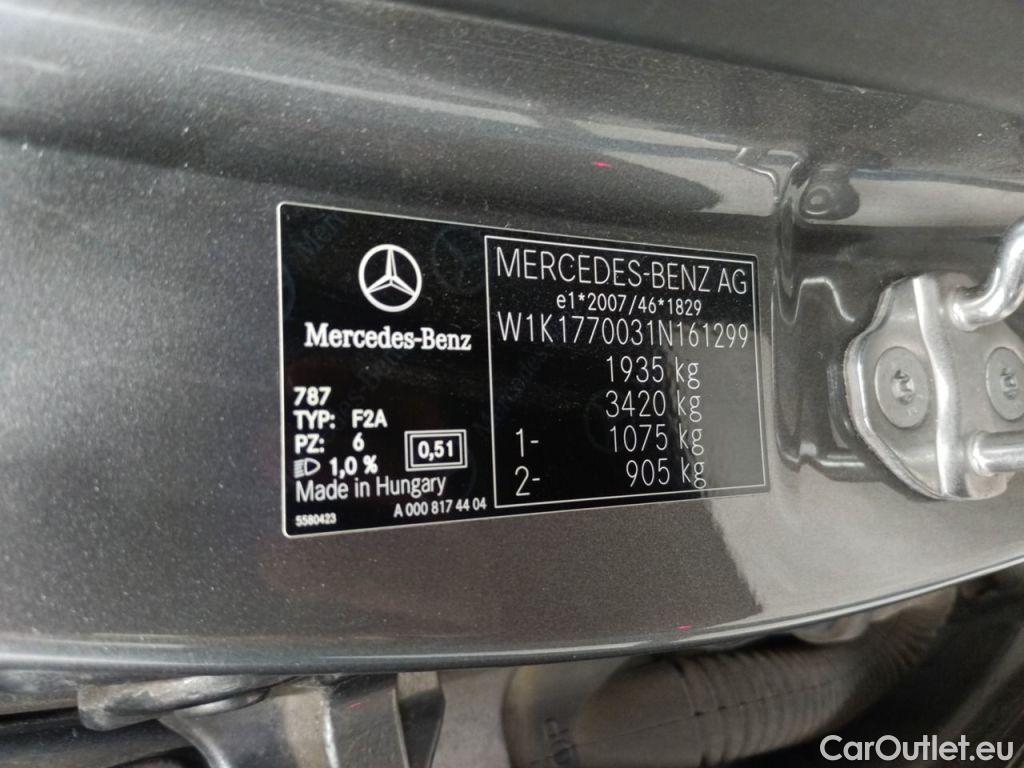 Mercedes-Benz
787
TYP: F2A
PZ: 6
1,0 %
0,51
Made in Hungary
5580423
A 000 817 44 04
MERCEDES-BENZ AG
e1*2007/46*1829
W1K1770031N161299
1935 kg
3420 kg
1- 1075 kg
2- 905 kg
CarOutlet.eu